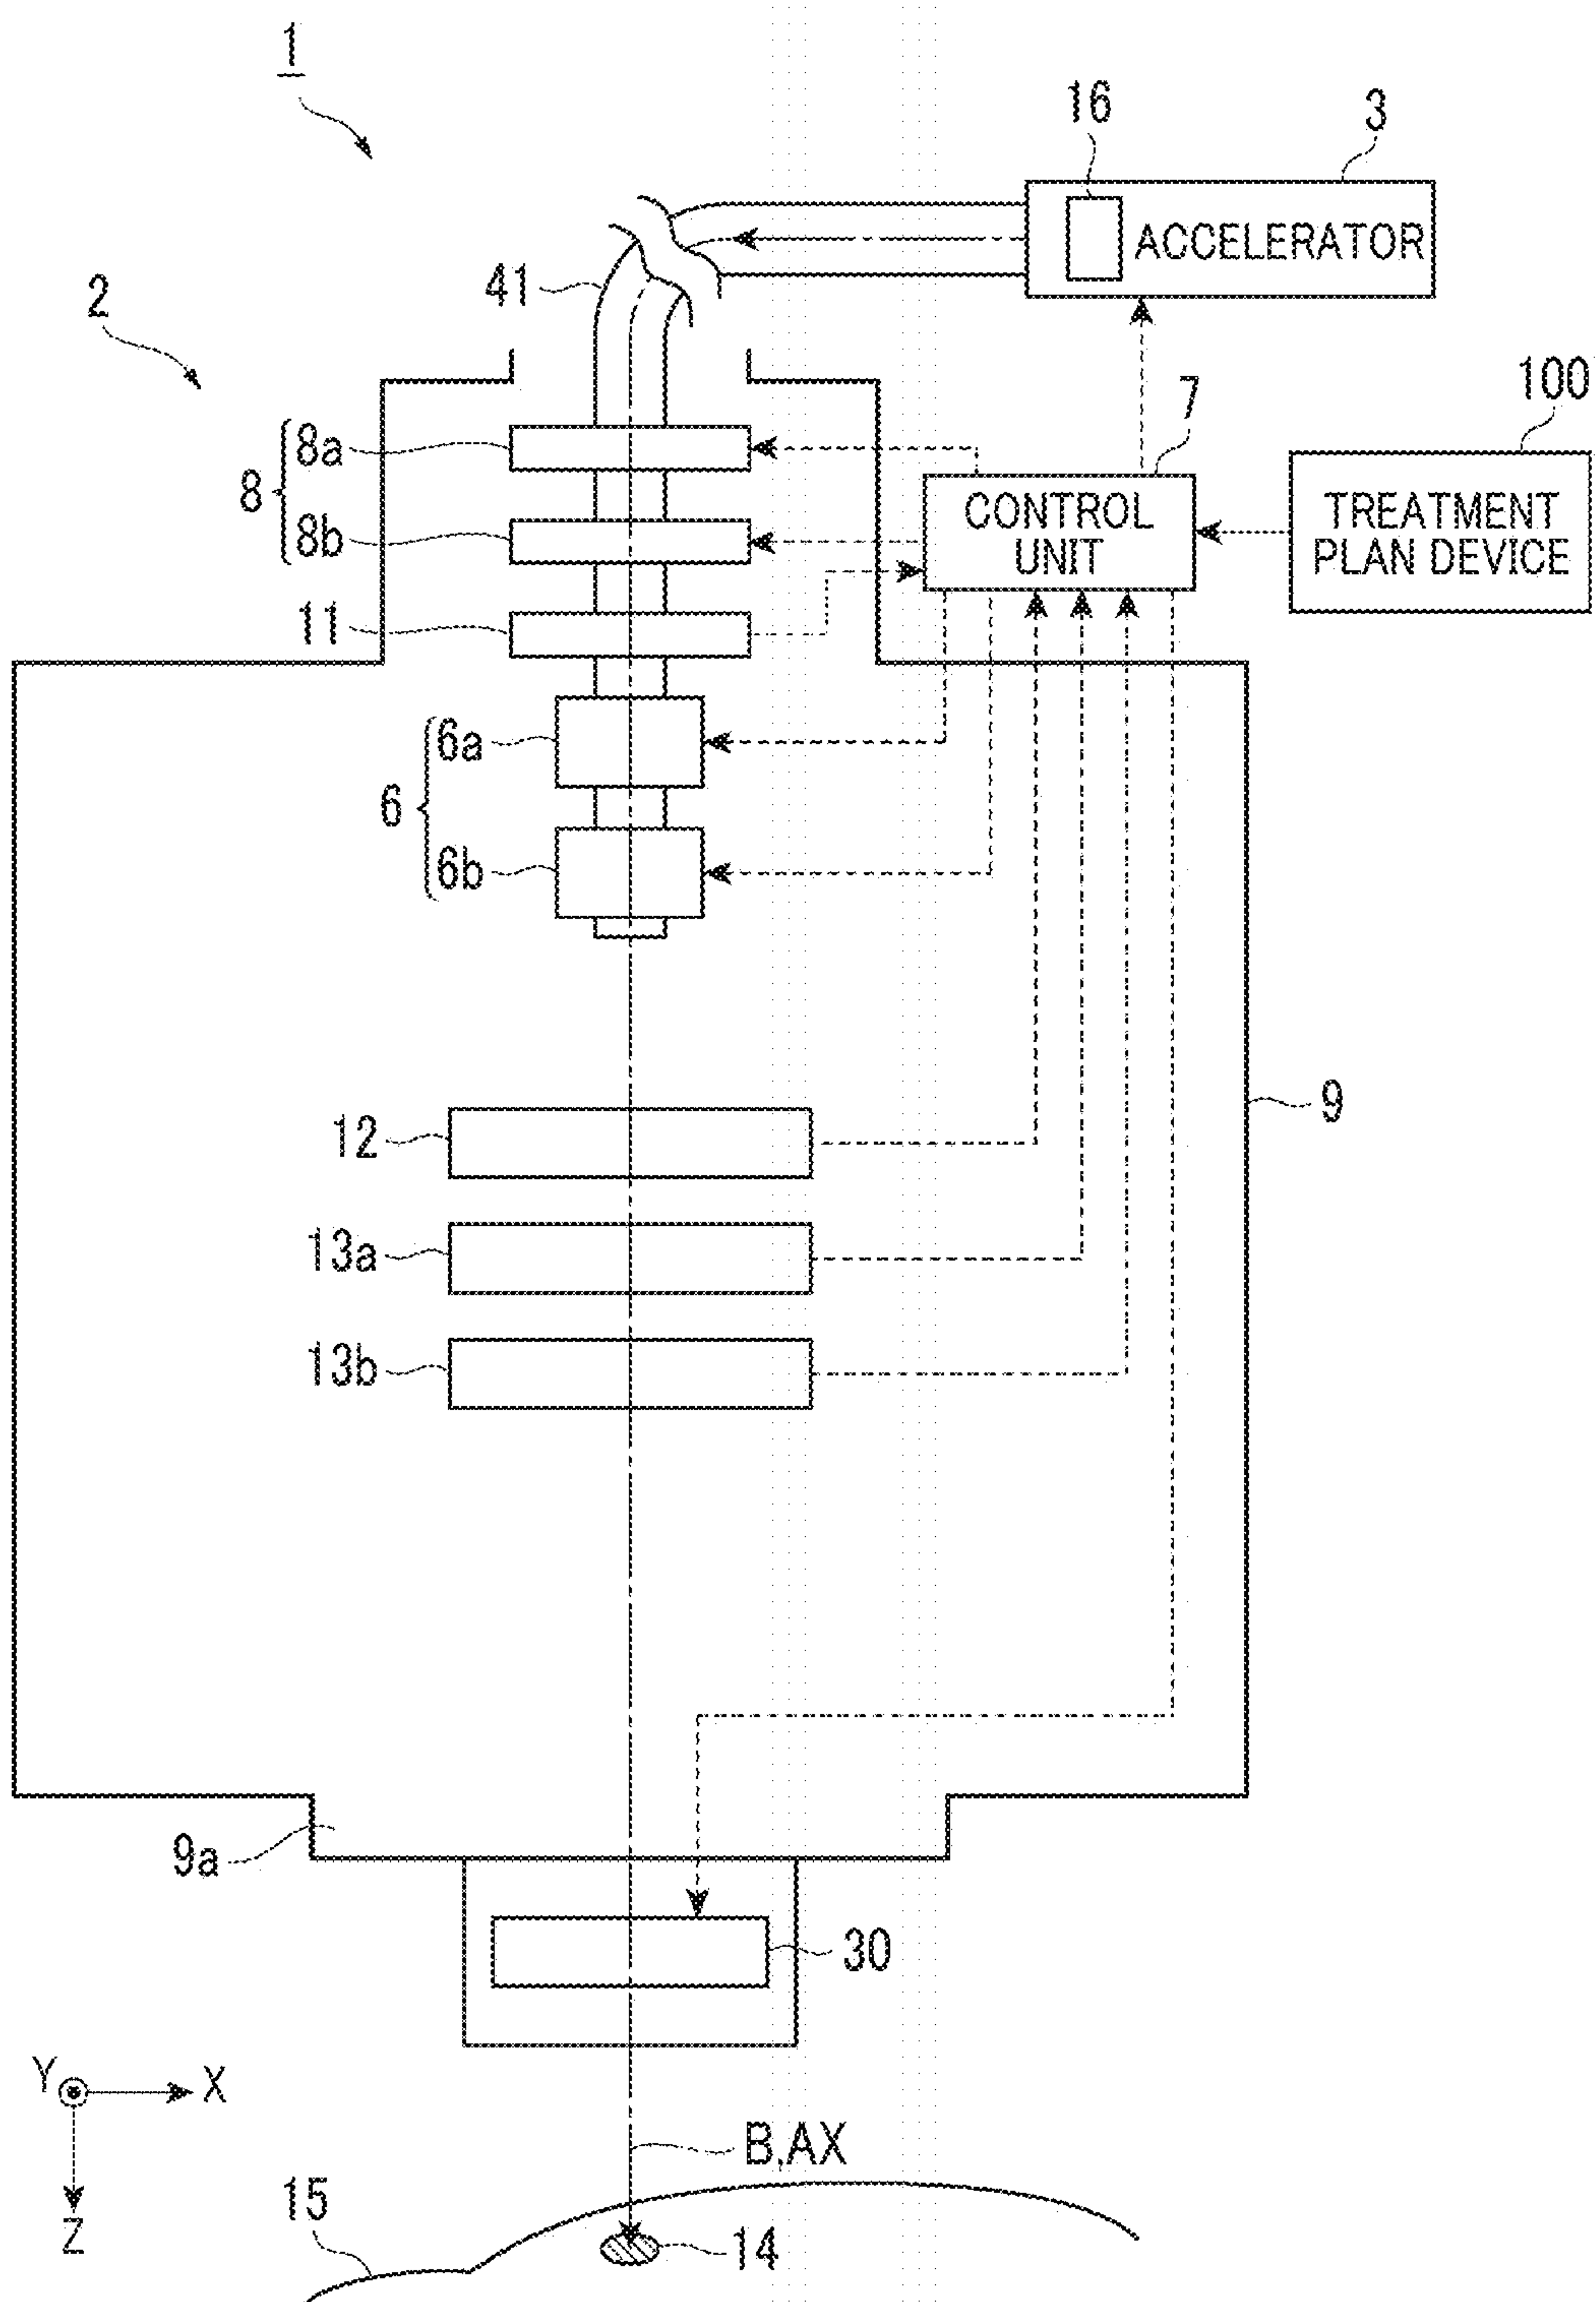 1
16
3
ACCELERATOR
41
2
100
7
8a
8
8b
CONTROL
UNIT
TREATMENT
PLAN DEVICE
11
6a
6
6b
9
12
13a
13b
9a
30
Y
X
B,AX
Z
15
14